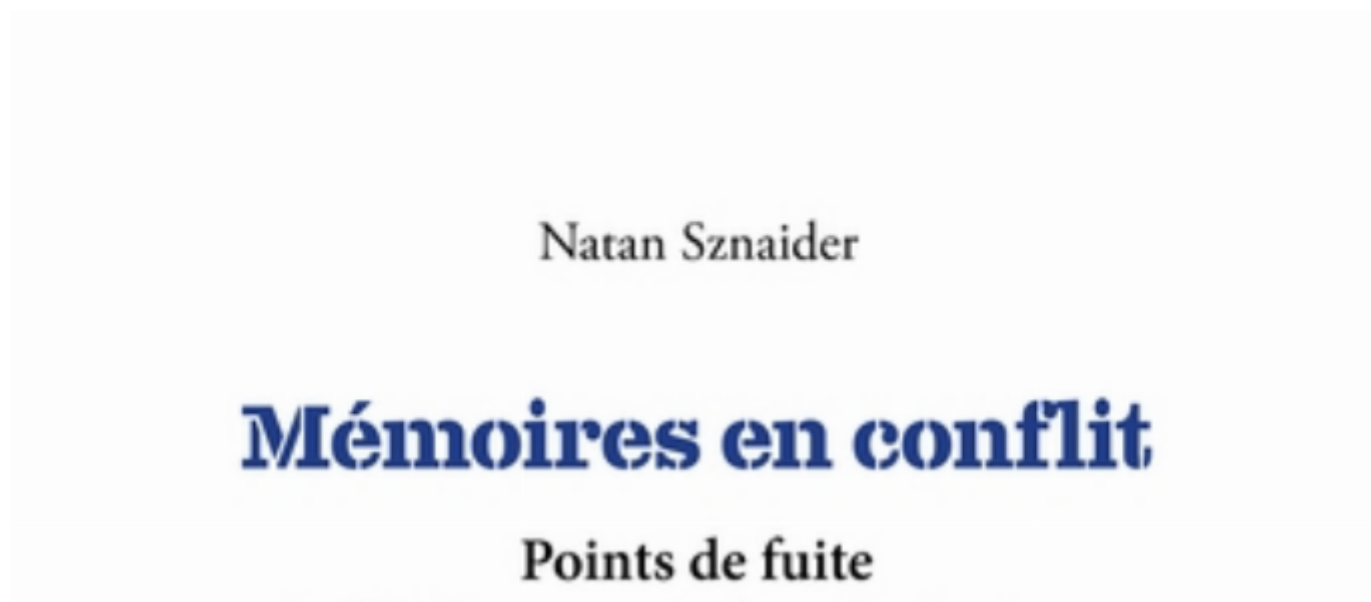 Natan Sznaider
Mémoires en conflit
Points de fuite